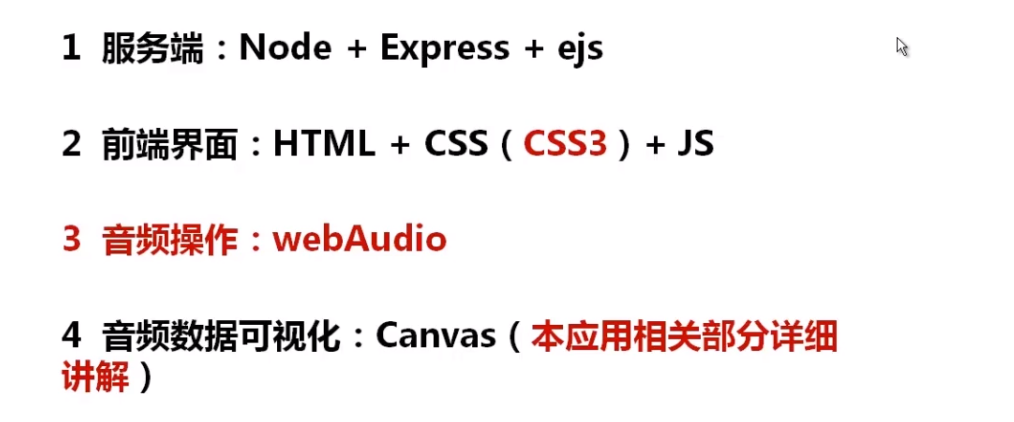 1 服务端：Node + Express + ejs
2 前端界面：HTML + CSS（CSS3）+ JS
3 音频操作：webAudio
4 音频数据可视化：Canvas（本应用相关部分详细
讲解）